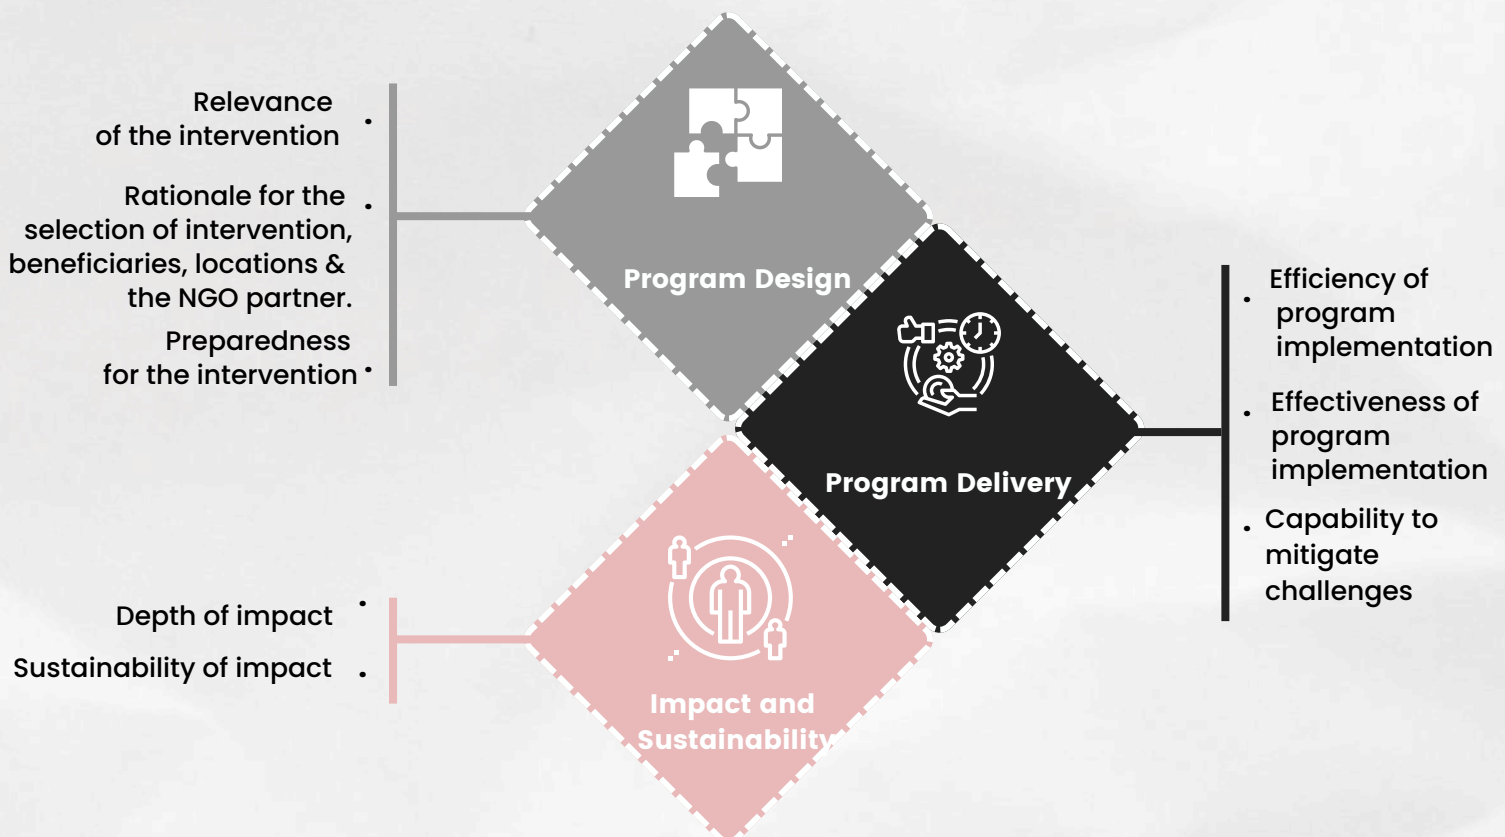 Relevance
of the intervention
Rationale for the
selection of intervention,
beneficiaries, locations &
the NGO partner.
Preparedness
for the intervention
Program Design
Efficiency of
program
implementation
Effectiveness of
program
implementation
Capability to
mitigate
challenges
Program Delivery
Depth of impact
Sustainability of impact
Impact and
Sustainability